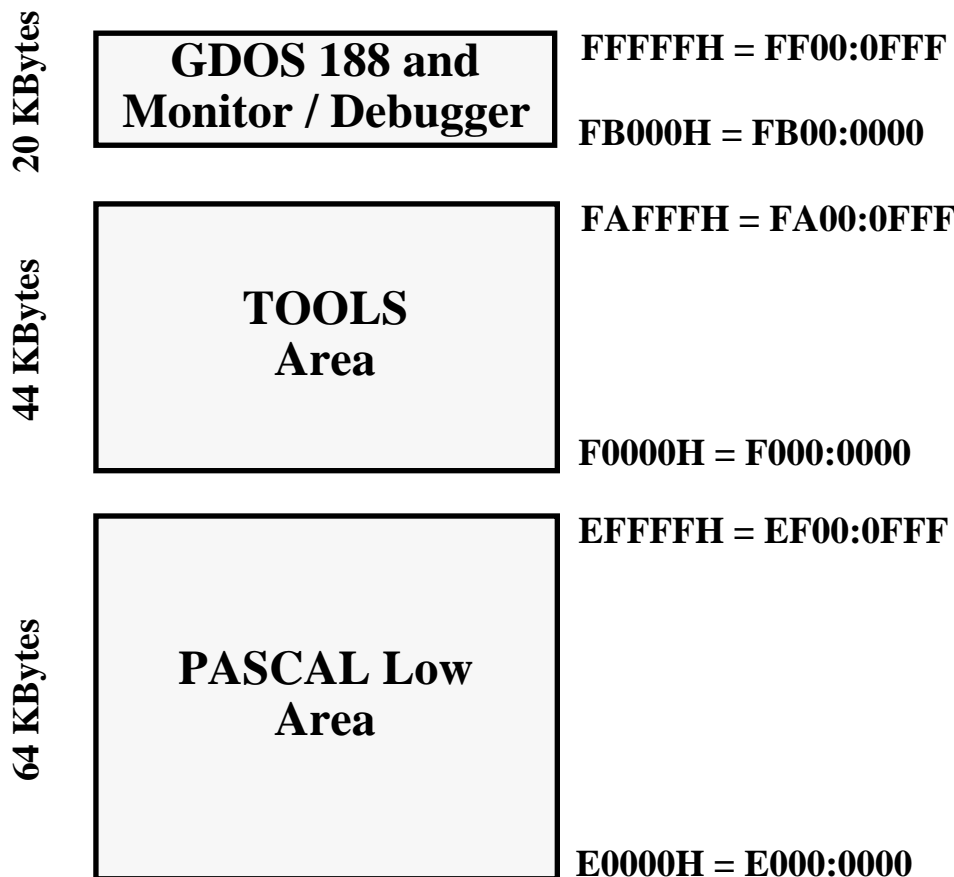 20 KBytes
GDOS 188 and
Monitor / Debugger
FFFFFH = FF00:0FFF
FB000H = FB00:0000
44 KBytes
TOOLS
Area
FAFFFH = FA00:0FFF
F0000H = F000:0000
64 KBytes
PASCAL Low
Area
EFFFFH = EF00:0FFF
E0000H = E000:0000